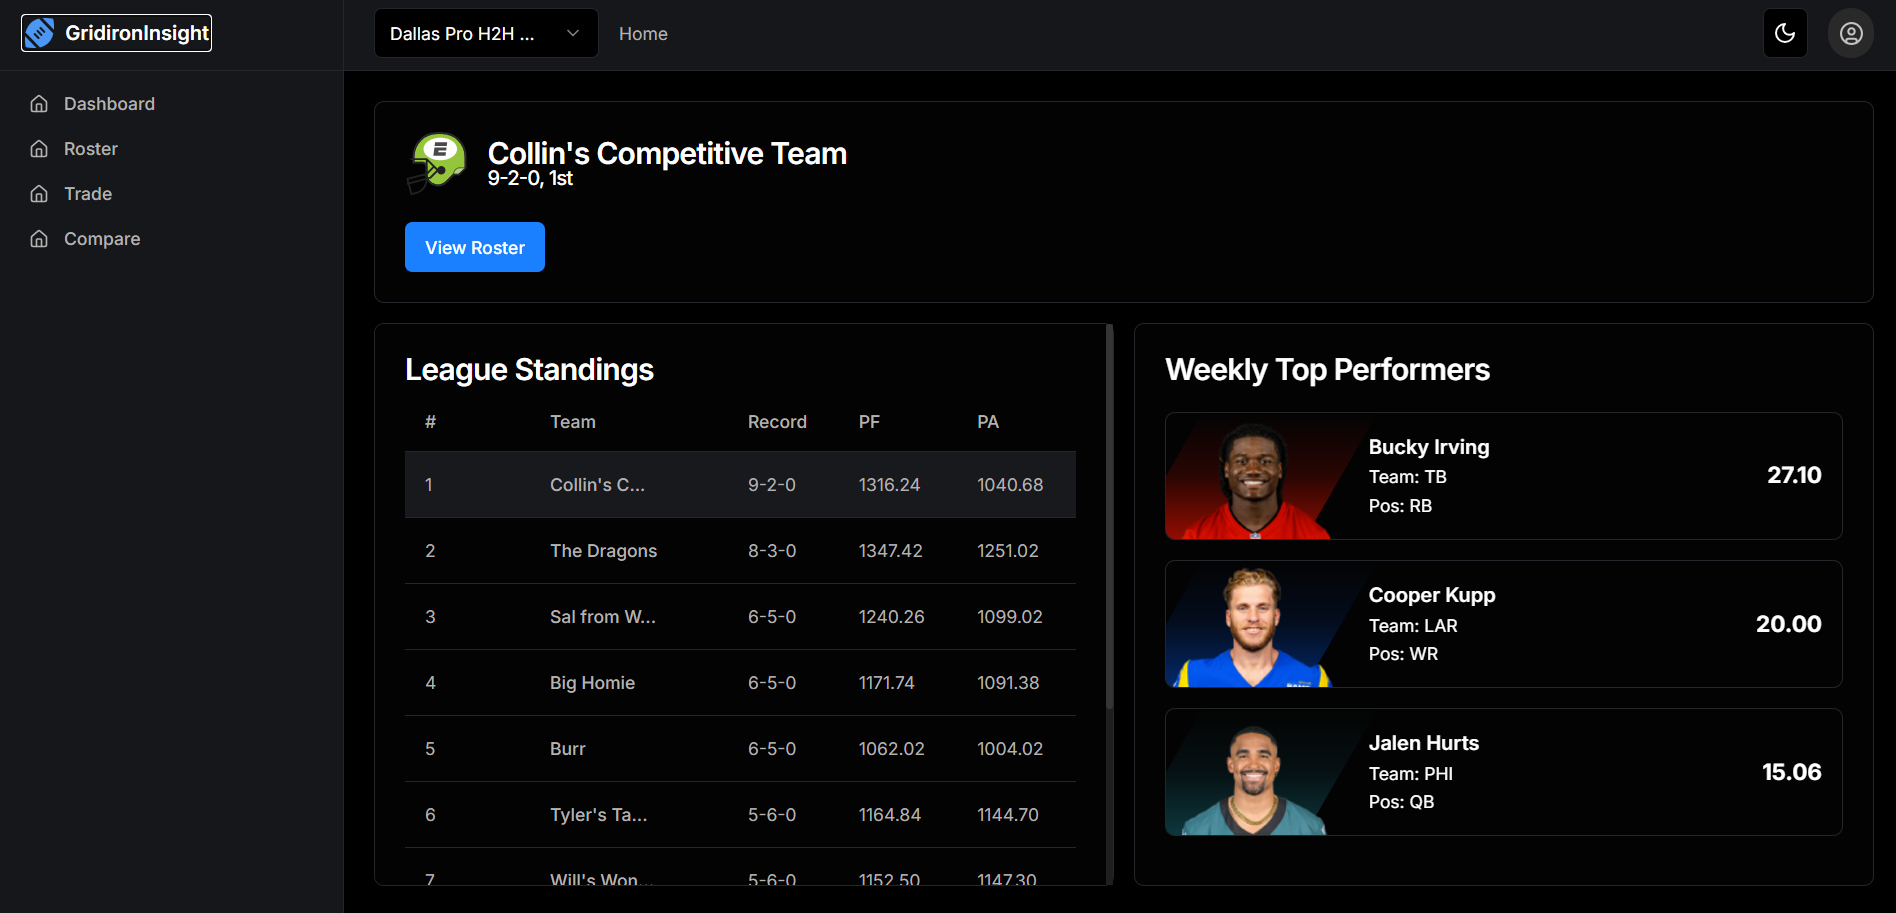 GridironInsight
Dashboard
Roster
Trade
Compare
Dallas Pro H2H ...
Home
E
Collin's Competitive Team
9-2-0, 1st
View Roster
League Standings
# Team Record PF PA
1 Collin's C... 9-2-0 1316.24 1040.68
2 The Dragons 8-3-0 1347.42 1251.02
3 Sal from W... 6-5-0 1240.26 1099.02
4 Big Homie 6-5-0 1171.74 1091.38
5 Burr 6-5-0 1062.02 1004.02
6 Tyler's Ta... 5-6-0 1164.84 1144.70
7 Will's Won... 5-6-0 1152.50 1147.30
Weekly Top Performers
Bucky Irving
Team: TB
Pos: RB
27.10
Cooper Kupp
Team: LAR
Pos: WR
20.00
Jalen Hurts
Team: PHI
Pos: QB
15.06